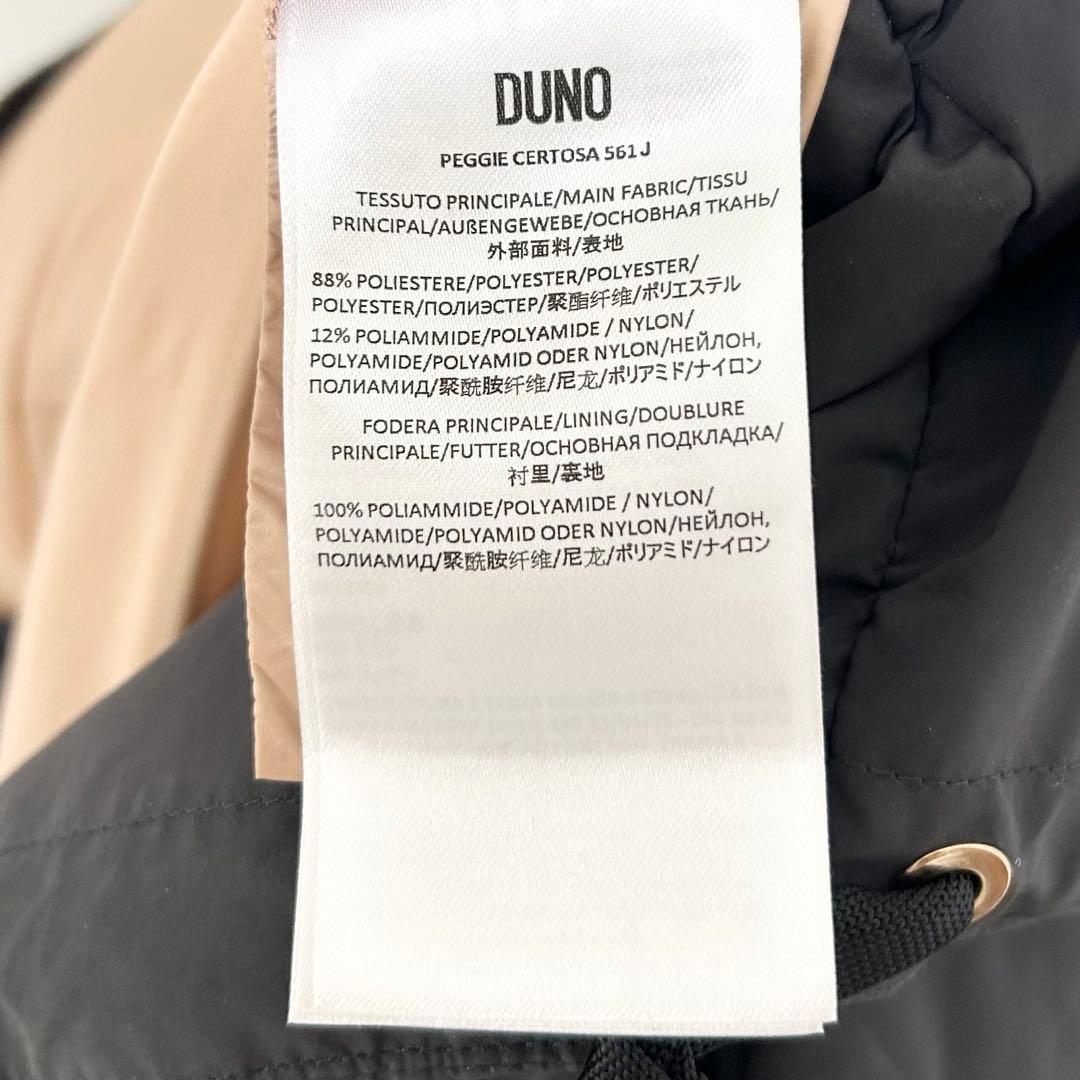 DUNO
PEGGIE CERTOSA 561 J
TESSUTO PRINCIPALE/MAIN FABRIC/TISSU
PRINCIPAL/AUßENGEWEBE/ОСНОВНАЯ ТКАНЬ/
外部面料/表地
88% POLIESTERE/POLYESTER/POLYESTER/
POLYESTER/ПОЛИЭСТЕР/聚酯纤维/ポリエステル
12% POLIAMMIDE/POLYAMIDE / NYLON/
POLYAMIDE/POLYAMID ODER NYLON/НЕЙЛОН,
ПОЛИАМИД/聚酰胺纤维/尼龙/ポリアミド/ナイロン
FODERA PRINCIPALE/LINING/DOUBLURE
PRINCIPALE/FUTTER/ОСНОВНАЯ ПОДКЛАДКА/
衬里/裏地
100% POLIAMMIDE/POLYAMIDE / NYLON/
POLYAMIDE/POLYAMID ODER NYLON/НЕЙЛОН,
ПОЛИАМИД/聚酰胺纤维/尼龙/ポリアミド/ナイロン